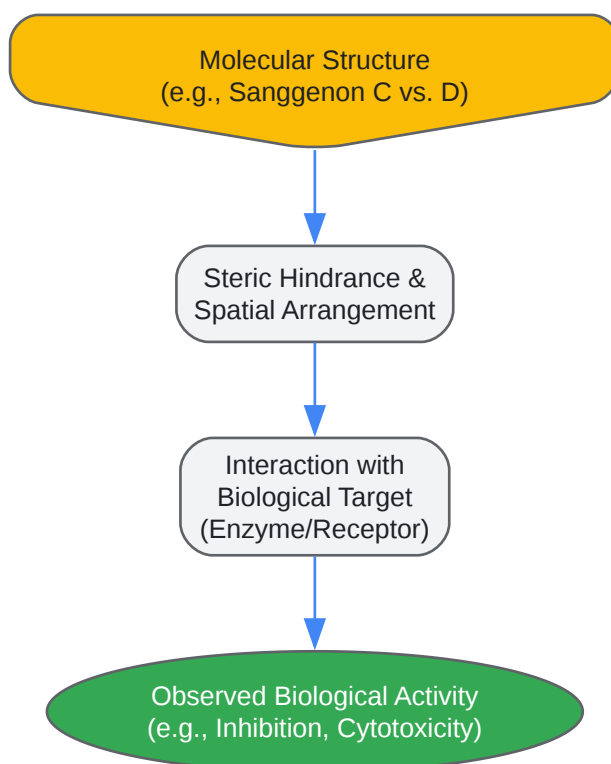 Molecular Structure
(e.g., Sanggenon C vs. D)
Steric Hindrance &
Spatial Arrangement
Interaction with
Biological Target
(Enzyme/Receptor)
Observed Biological Activity
(e.g., Inhibition, Cytotoxicity)